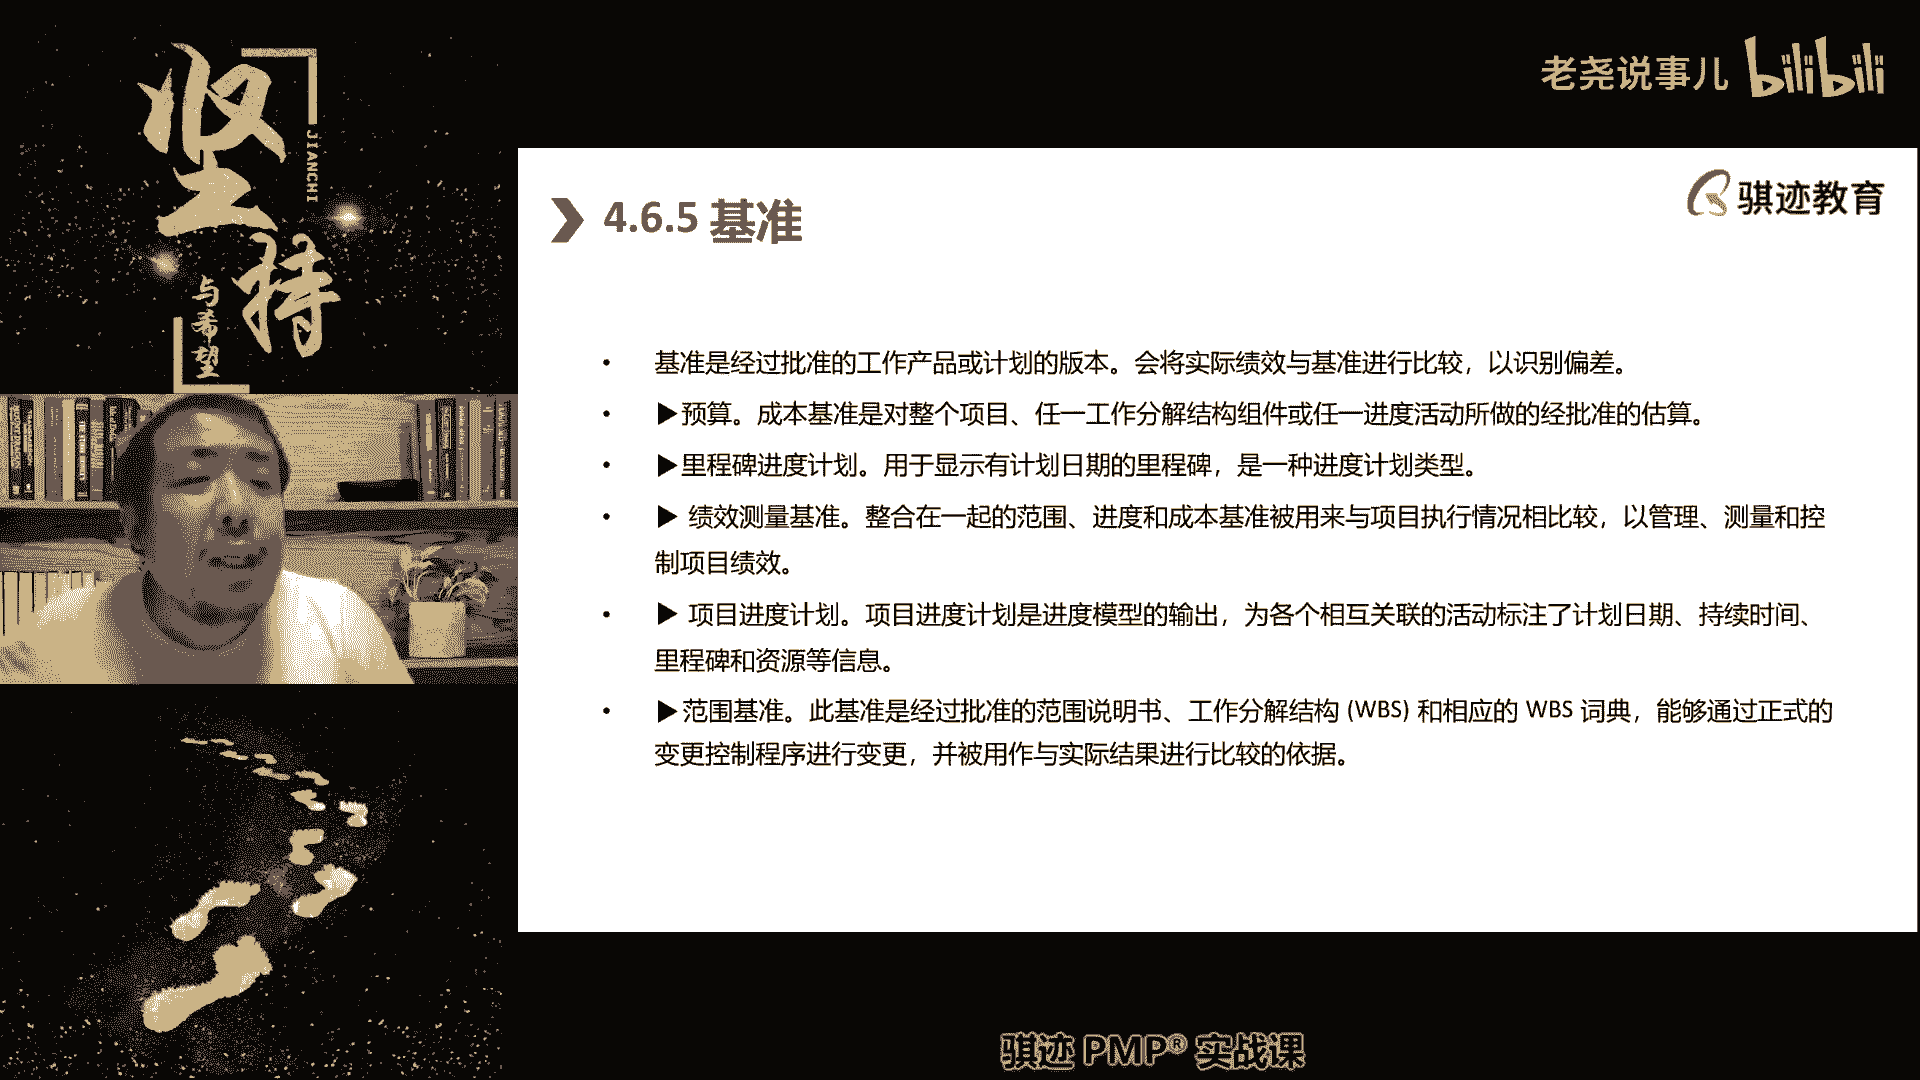 坚持
JIANCHI
与希望
老尧说事儿 bilibili
骐迹教育
4.6.5 基准
• 基准是经过批准的工作产品或计划的版本。会将实际绩效与基准进行比较，以识别偏差。
• ▶预算。成本基准是对整个项目、任一工作分解结构组件或任一进度活动所做的经批准的估算。
• ▶里程碑进度计划。用于显示有计划日期的里程碑，是一种进度计划类型。
• ▶ 绩效测量基准。整合在一起的范围、进度和成本基准被用来与项目执行情况相比较，以管理、测量和控
制项目绩效。
• ▶ 项目进度计划。项目进度计划是进度模型的输出，为各个相互关联的活动标注了计划日期、持续时间、
里程碑和资源等信息。
• ▶范围基准。此基准是经过批准的范围说明书、工作分解结构 (WBS) 和相应的 WBS 词典，能够通过正式的
变更控制程序进行变更，并被用作与实际结果进行比较的依据。
骐迹 PMP® 实战课